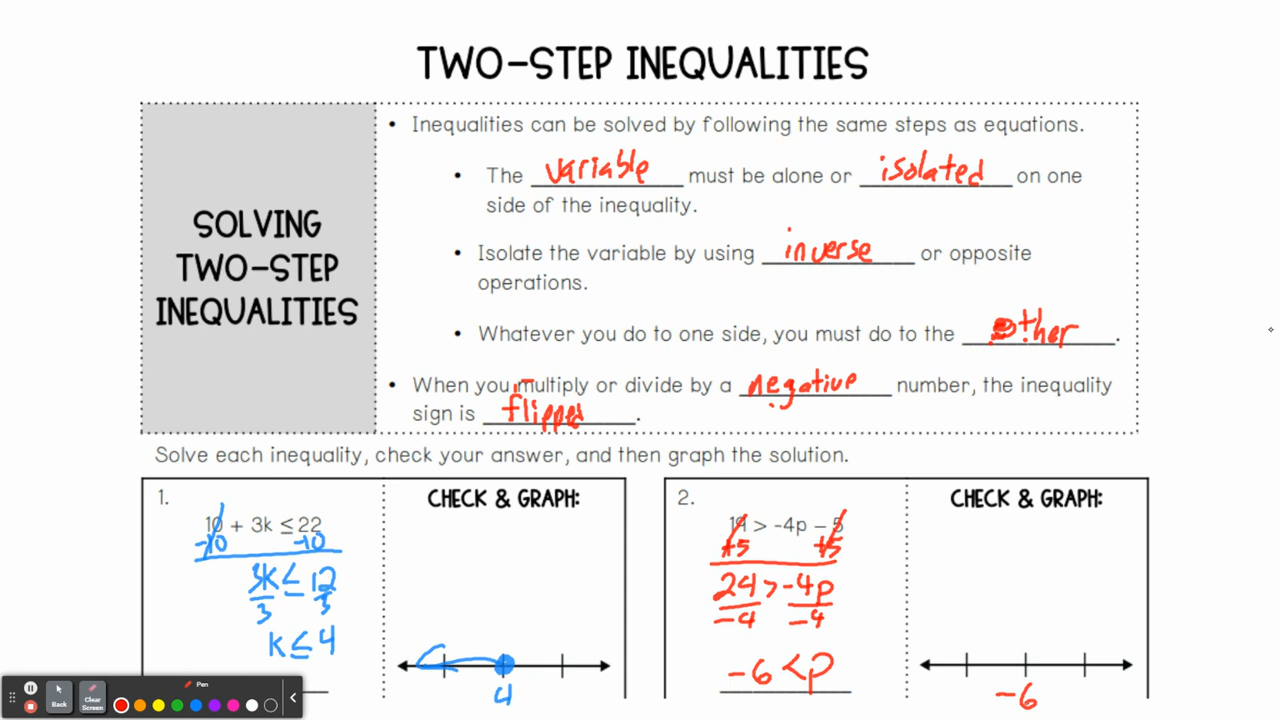 TWO-STEP INEQUALITIES
SOLVING
TWO-STEP
INEQUALITIES
• Inequalities can be solved by following the same steps as equations.
• The variable must be alone or isolated on one
side of the inequality.
• Isolate the variable by using inverse or opposite
operations.
• Whatever you do to one side, you must do to the other.
• When you multiply or divide by a negative number, the inequality
sign is flipped.
Solve each inequality, check your answer, and then graph the solution.
1.
10 + 3k ≤ 22
-10 -10
3k ≤ 12
3 3
k ≤ 4
CHECK & GRAPH:
4
2.
19 > -4p – 5
+5 +5
24 > -4p
-4 -4
-6 < p
CHECK & GRAPH:
-6
Pen
Back
Clear
Screen